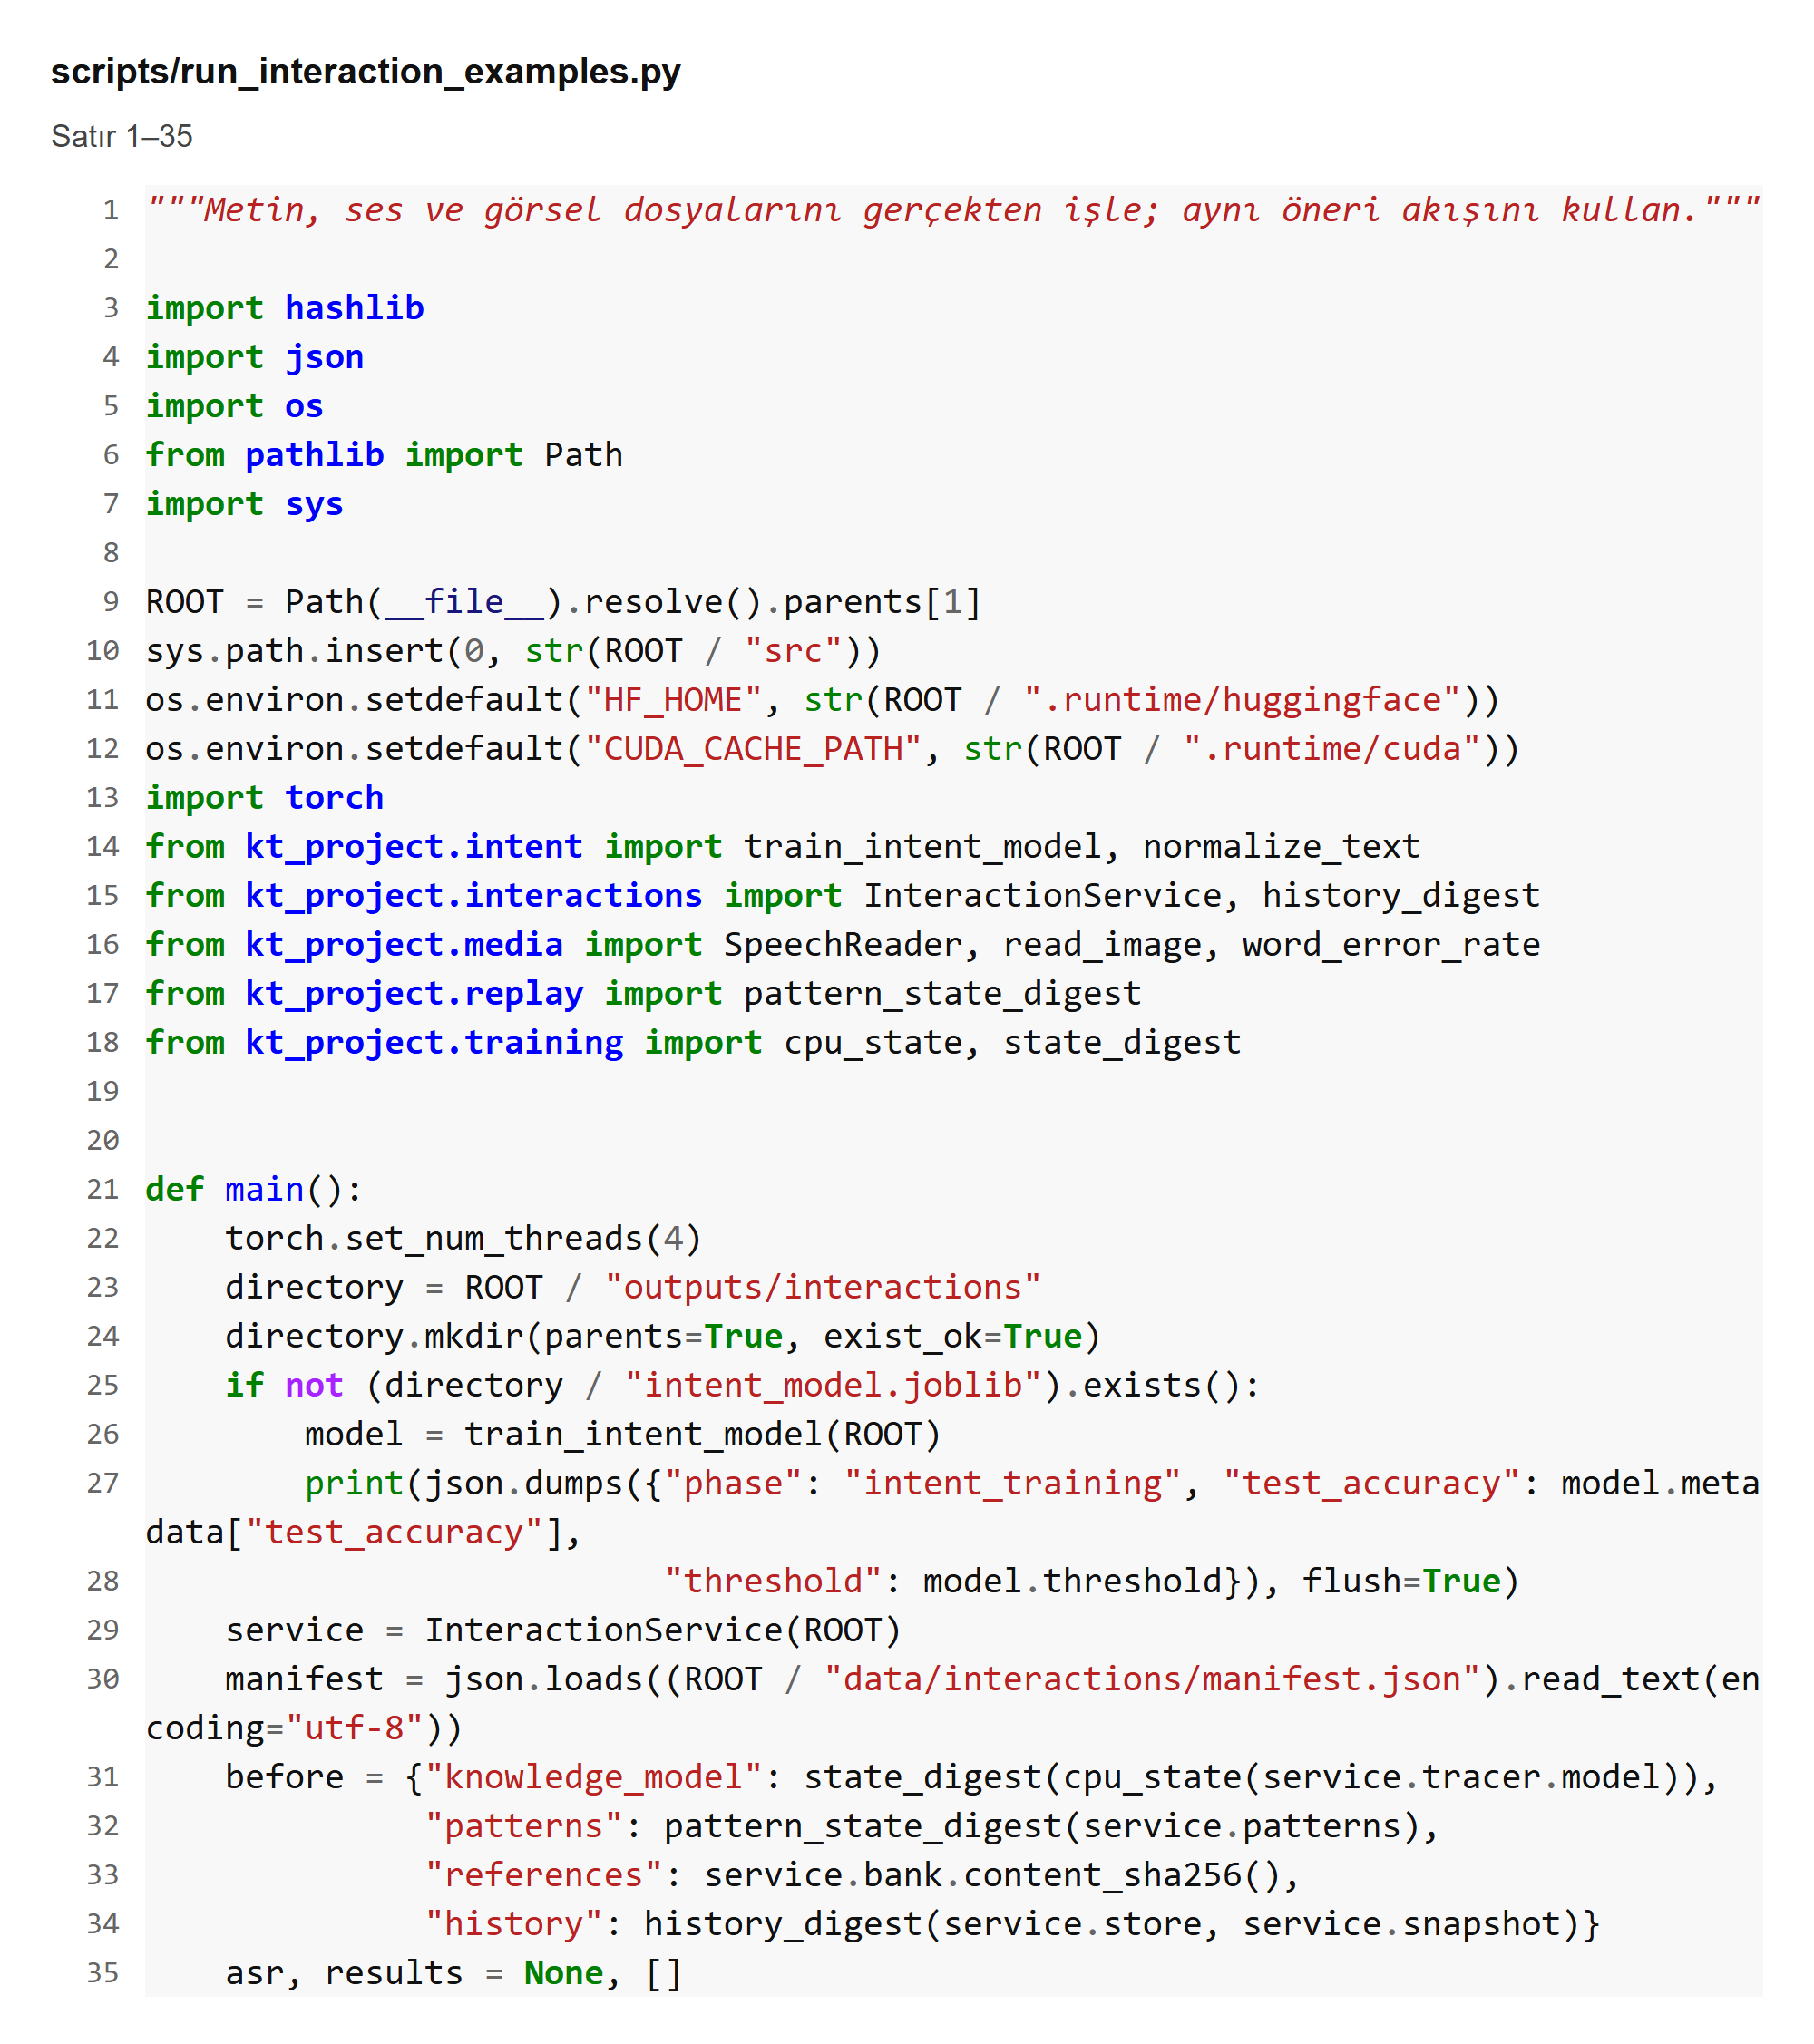 scripts/run_interaction_examples.py
Satır 1–35
1 """Metin, ses ve görsel dosyalarını gerçekten işle; aynı öneri akışını kullan."""
2
3 import hashlib
4 import json
5 import os
6 from pathlib import Path
7 import sys
8
9 ROOT = Path(__file__).resolve().parents[1]
10 sys.path.insert(0, str(ROOT / "src"))
11 os.environ.setdefault("HF_HOME", str(ROOT / ".runtime/huggingface"))
12 os.environ.setdefault("CUDA_CACHE_PATH", str(ROOT / ".runtime/cuda"))
13 import torch
14 from kt_project.intent import train_intent_model, normalize_text
15 from kt_project.interactions import InteractionService, history_digest
16 from kt_project.media import SpeechReader, read_image, word_error_rate
17 from kt_project.replay import pattern_state_digest
18 from kt_project.training import cpu_state, state_digest
19
20
21 def main():
22     torch.set_num_threads(4)
23     directory = ROOT / "outputs/interactions"
24     directory.mkdir(parents=True, exist_ok=True)
25     if not (directory / "intent_model.joblib").exists():
26         model = train_intent_model(ROOT)
27         print(json.dumps({"phase": "intent_training", "test_accuracy": model.meta
data["test_accuracy"],
28                           "threshold": model.threshold}), flush=True)
29     service = InteractionService(ROOT)
30     manifest = json.loads((ROOT / "data/interactions/manifest.json").read_text(en
coding="utf-8"))
31     before = {"knowledge_model": state_digest(cpu_state(service.tracer.model)),
32               "patterns": pattern_state_digest(service.patterns),
33               "references": service.bank.content_sha256(),
34               "history": history_digest(service.store, service.snapshot)}
35     asr, results = None, []